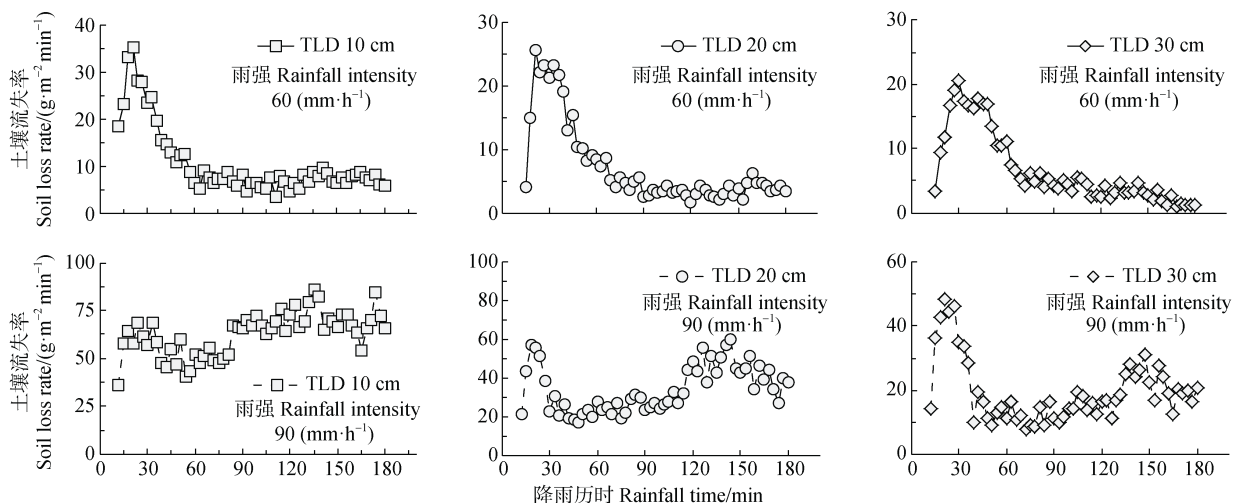 土壤流失率
Soil loss rate/(g·m⁻² min⁻¹)
40
30
20
10
0
TLD 10 cm
雨强 Rainfall intensity
60 (mm·h⁻¹)
30
20
10
0
TLD 20 cm
雨强 Rainfall intensity
60 (mm·h⁻¹)
30
20
10
0
TLD 30 cm
雨强 Rainfall intensity
60 (mm·h⁻¹)
土壤流失率
Soil loss rate/(g·m⁻² min⁻¹)
100
75
50
25
0
TLD 10 cm
雨强 Rainfall intensity
90 (mm·h⁻¹)
0 30 60 90 120 150 180
100
80
60
40
20
0
TLD 20 cm
雨强 Rainfall intensity
90 (mm·h⁻¹)
0 30 60 90 120 150 180
60
40
20
0
TLD 30 cm
雨强 Rainfall intensity
90 (mm·h⁻¹)
0 30 60 90 120 150 180
降雨历时 Rainfall time/min